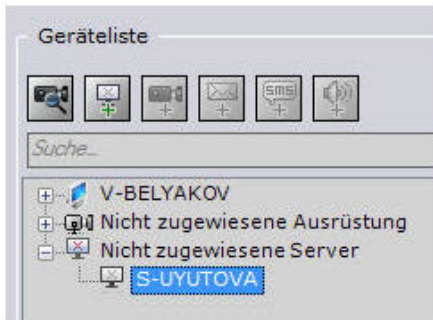 Geräteliste
sms
Suche...
V-BELYAKOV
Nicht zugewiesene Ausrüstung
Nicht zugewiesene Server
S-UYUTOVA